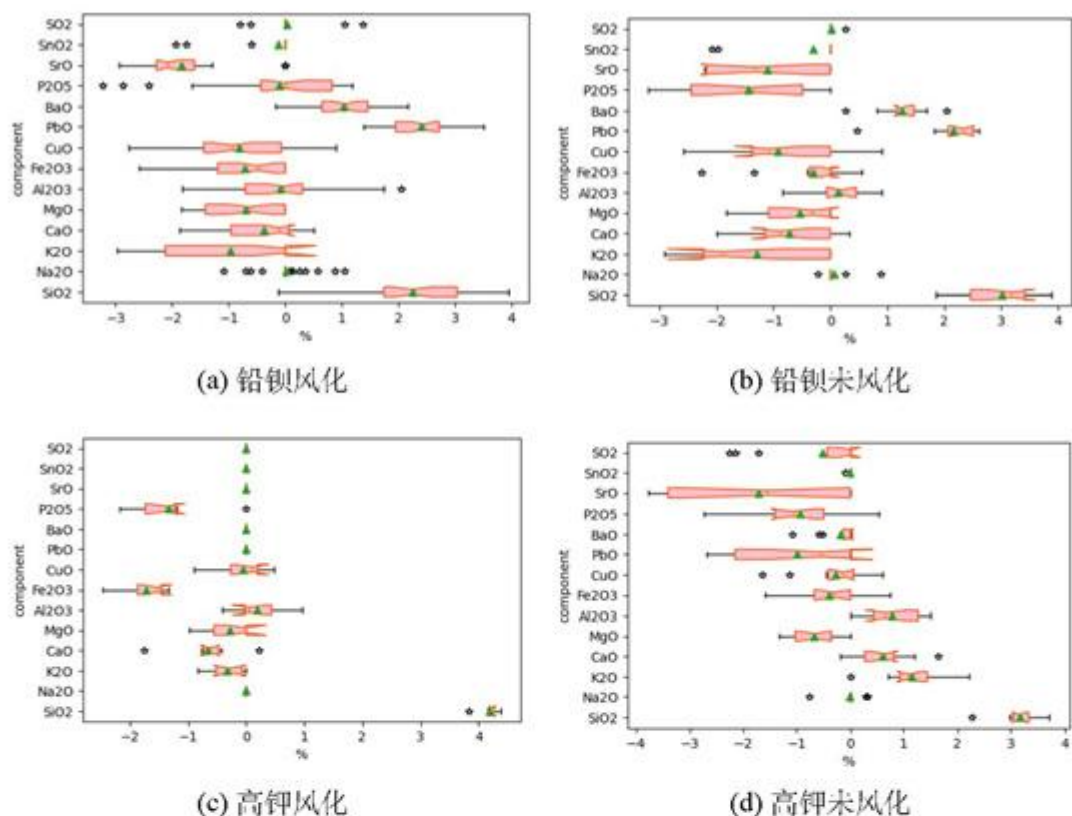 SO2
SnO2
SrO
P2O5
BaO
PbO
CuO
Fe2O3
Al2O3
MgO
CaO
K2O
Na2O
SiO2
component
−3 −2 −1 0 1 2 3 4
%
(a) 铅钡风化
SO2
SnO2
SrO
P2O5
BaO
PbO
CuO
Fe2O3
Al2O3
MgO
CaO
K2O
Na2O
SiO2
component
−3 −2 −1 0 1 2 3 4
%
(b) 铅钡未风化
SO2
SnO2
SrO
P2O5
BaO
PbO
CuO
Fe2O3
Al2O3
MgO
CaO
K2O
Na2O
SiO2
component
−2 −1 0 1 2 3 4
%
(c) 高钾风化
SO2
SnO2
SrO
P2O5
BaO
PbO
CuO
Fe2O3
Al2O3
MgO
CaO
K2O
Na2O
SiO2
component
−4 −3 −2 −1 0 1 2 3 4
%
(d) 高钾未风化